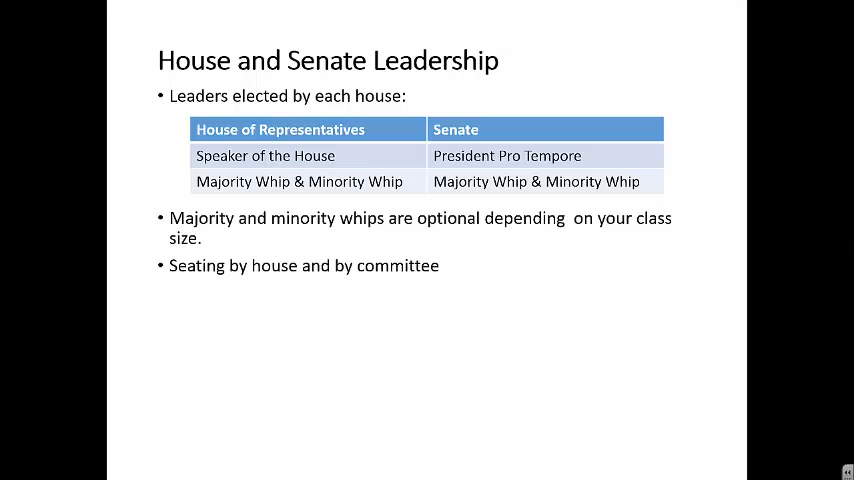 House and Senate Leadership
• Leaders elected by each house:
House of Representatives Senate
Speaker of the House President Pro Tempore
Majority Whip & Minority Whip Majority Whip & Minority Whip
• Majority and minority whips are optional depending  on your class
size.
• Seating by house and by committee